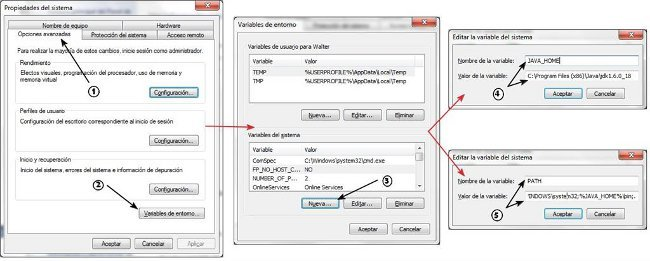 Propiedades del sistema
Nombre de equipo
Hardware
Opciones avanzadas
Protección del sistema
Acceso remoto
Para realizar la mayoría de estos cambios, inicie sesión como administrador.
Rendimiento
Efectos visuales, programación del procesador, uso de memoria y
memoria virtual
1
Configuración...
Perfiles de usuario
Configuración del escritorio correspondiente al inicio de sesión
Configuración...
Inicio y recuperación
Inicio del sistema, errores del sistema e información de depuración
2
Configuración...
Variables de entorno...
Aceptar
Cancelar
Aplicar
Variables de entorno
Variables de usuario para Walter
Variable
Valor
TEMP
%USERPROFILE%\AppData\Local\Temp
TMP
%USERPROFILE%\AppData\Local\Temp
Nueva...
Editar...
Eliminar
Variables del sistema
Variable
Valor
ComSpec
C:\Windows\system32\cmd.exe
FP_NO_HOST_C...
NO
NUMBER_OF_P...
2
OnlineServices
Online Services
3
Nueva...
Editar...
Eliminar
Aceptar
Cancelar
Editar la variable del sistema
Nombre de la variable:
JAVA_HOME
Valor de la variable:
C:\Program Files (x86)\Java\jdk1.6.0_18
4
Aceptar
Cancelar
Editar la variable del sistema
Nombre de la variable:
PATH
Valor de la variable:
INDOWS\system32;%JAVA_HOME%\bin;.
5
Aceptar
Cancelar